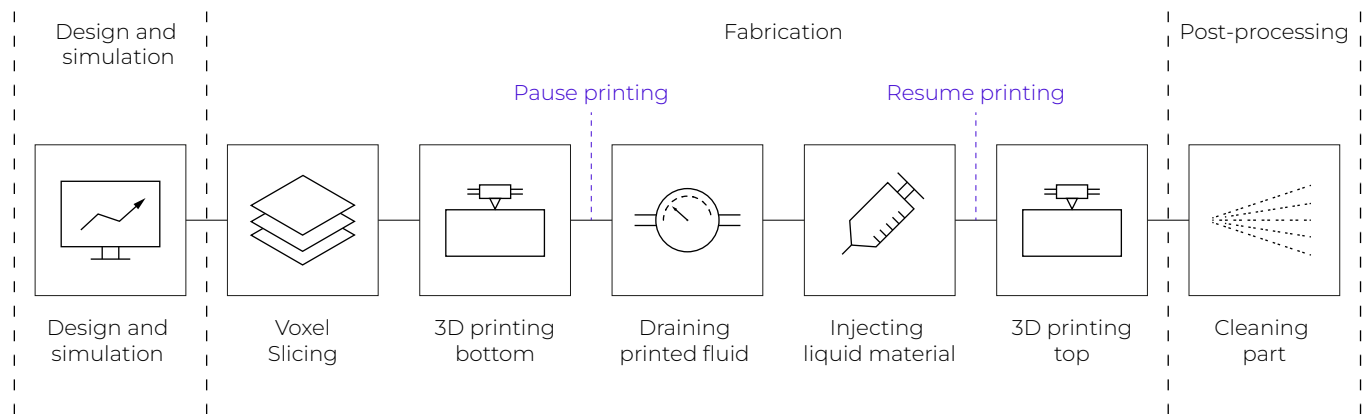 Design and
simulation
Fabrication
Post-processing
Pause printing
Resume printing
Design and
simulation
Voxel
Slicing
3D printing
bottom
Draining
printed fluid
Injecting
liquid material
3D printing
top
Cleaning
part